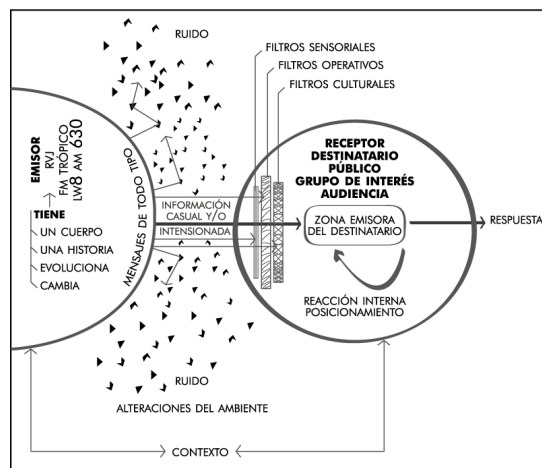 RUIDO
FILTROS SENSORIALES
FILTROS OPERATIVOS
FILTROS CULTURALES
EMISOR
RVJ
FM TRÓPICO
LW8 AM 630
TIENE
UN CUERPO
UNA HISTORIA
EVOLUCIONA
CAMBIA
MENSAJES DE TODO TIPO
INFORMACIÓN
CASUAL Y/O
INTENSIONADA
RECEPTOR
DESTINATARIO
PÚBLICO
GRUPO DE INTERÉS
AUDIENCIA
ZONA EMISORA
DEL DESTINATARIO
RESPUESTA
REACCIÓN INTERNA
POSICIONAMIENTO
RUIDO
ALTERACIONES DEL AMBIENTE
CONTEXTO